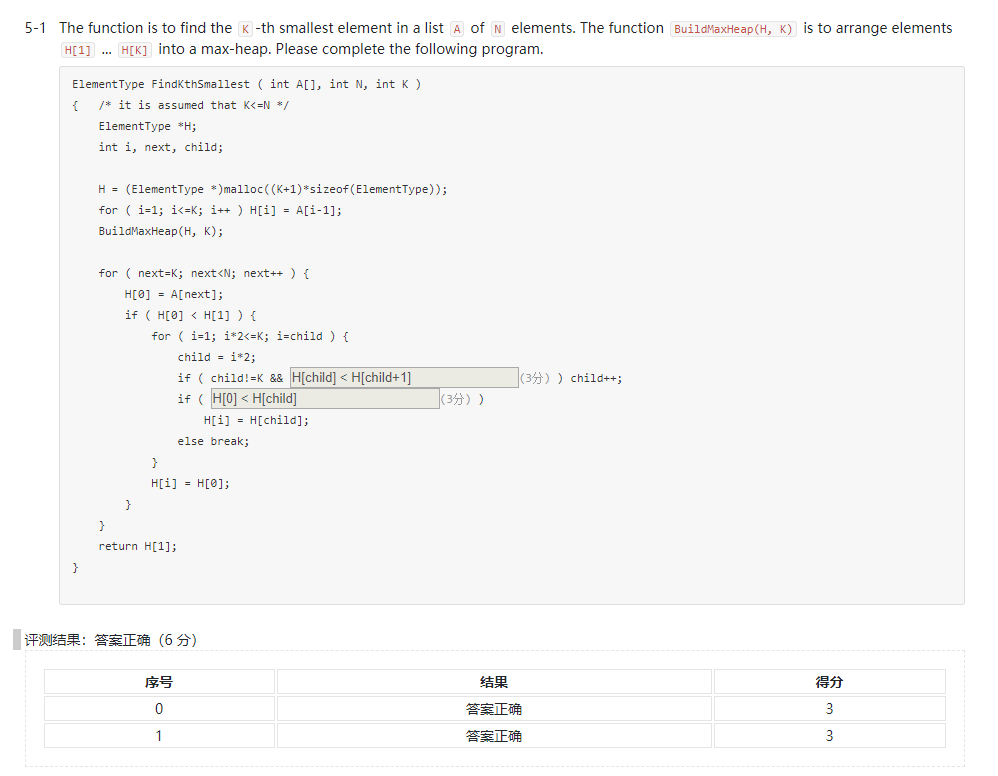 5-1 The function is to find the K -th smallest element in a list A of N elements. The function BuildMaxHeap(H, K) is to arrange elements
H[1] ... H[K] into a max-heap. Please complete the following program.
ElementType FindKthSmallest ( int A[], int N, int K )
{   /* it is assumed that K<=N */
    ElementType *H;
    int i, next, child;
    H = (ElementType *)malloc((K+1)*sizeof(ElementType));
    for ( i=1; i<=K; i++ ) H[i] = A[i-1];
    BuildMaxHeap(H, K);
    for ( next=K; next<N; next++ ) {
        H[0] = A[next];
        if ( H[0] < H[1] ) {
            for ( i=1; i*2<=K; i=child ) {
                child = i*2;
                if ( child!=K && H[child] < H[child+1] (3分) ) child++;
                if ( H[0] < H[child] (3分) )
                    H[i] = H[child];
                else break;
            }
            H[i] = H[0];
        }
    }
    return H[1];
}
评测结果：答案正确（6 分）
序号 结果 得分
0 答案正确 3
1 答案正确 3